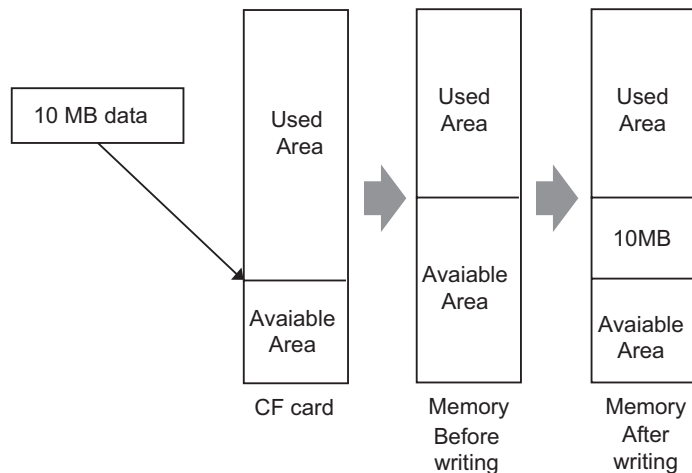 10 MB data
Used
Area
Avaiable
Area
CF card
Used
Area
Avaiable
Area
Memory
Before
writing
Used
Area
10MB
Avaiable
Area
Memory
After
writing